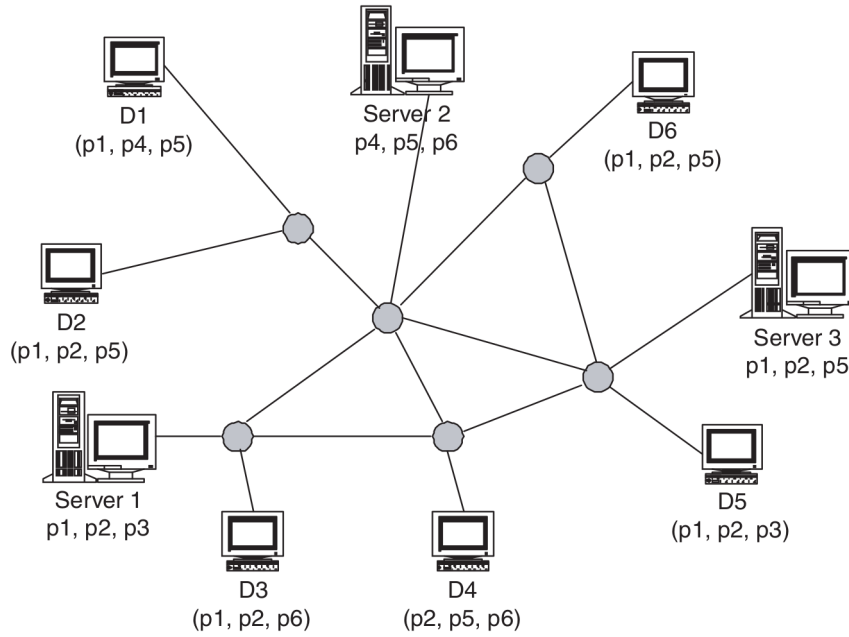 D1
(p1, p4, p5)
Server 2
p4, p5, p6
D6
(p1, p2, p5)
D2
(p1, p2, p5)
Server 3
p1, p2, p5
Server 1
p1, p2, p3
D5
(p1, p2, p3)
D3
(p1, p2, p6)
D4
(p2, p5, p6)